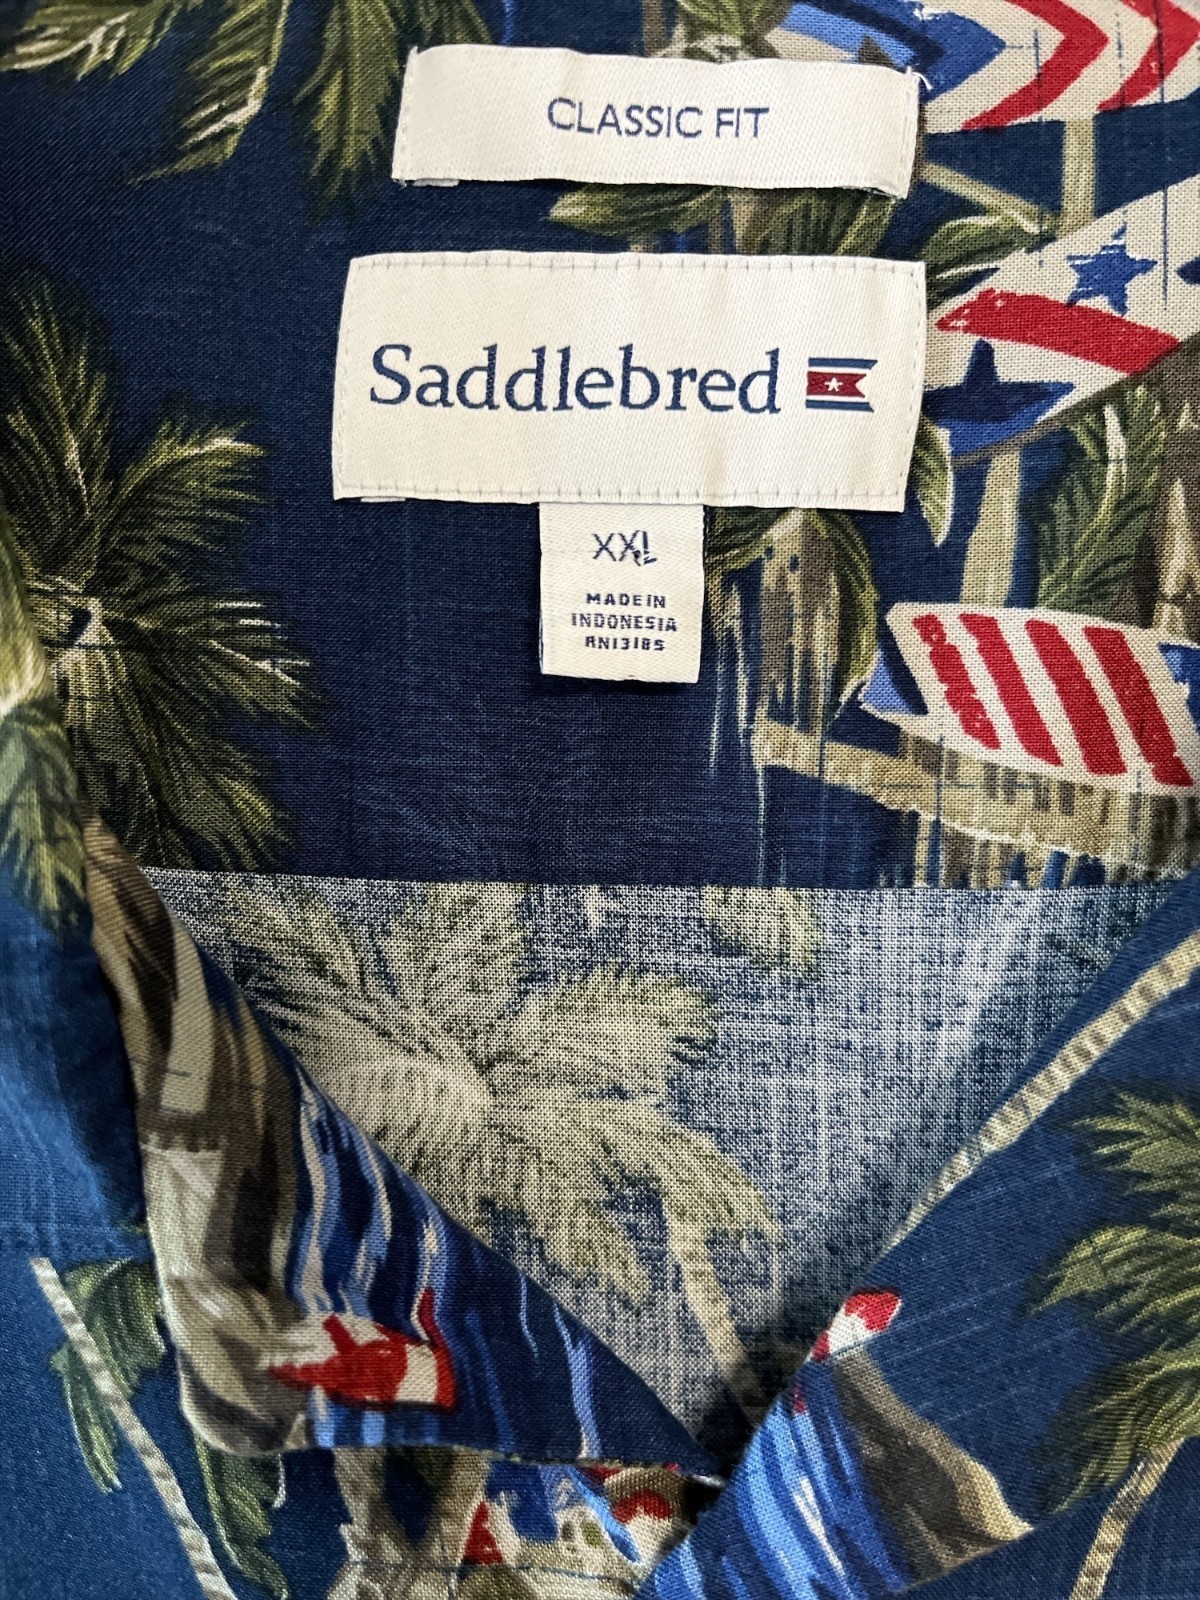 CLASSIC FIT
Saddlebred
XXL
MADE IN
INDONESIA
RN13185